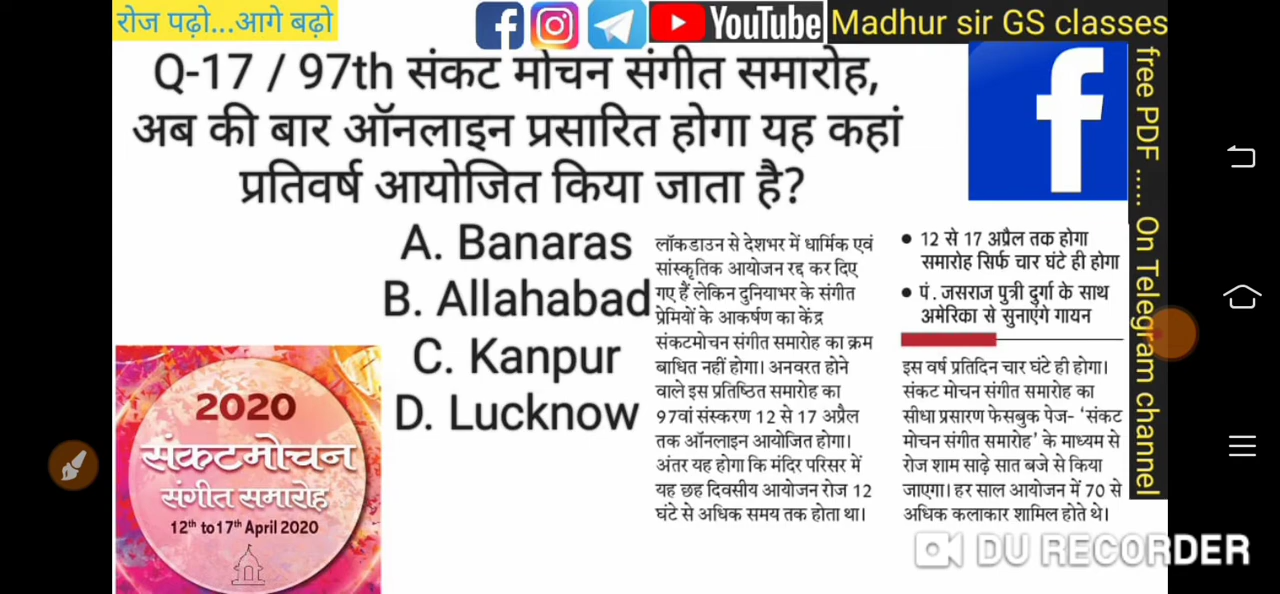 रोज पढ़ो...आगे बढ़ो
YouTube
Madhur sir GS classes
Q-17 / 97th संकट मोचन संगीत समारोह,
अब की बार ऑनलाइन प्रसारित होगा यह कहां
प्रतिवर्ष आयोजित किया जाता है?
A. Banaras
B. Allahabad
C. Kanpur
D. Lucknow
लॉकडाउन से देशभर में धार्मिक एवं
सांस्कृतिक आयोजन रद्द कर दिए
गए हैं लेकिन दुनियाभर के संगीत
प्रेमियों के आकर्षण का केंद्र
संकटमोचन संगीत समारोह का क्रम
बाधित नहीं होगा। अनवरत होने
वाले इस प्रतिष्ठित समारोह का
97वां संस्करण 12 से 17 अप्रैल
तक ऑनलाइन आयोजित होगा।
अंतर यह होगा कि मंदिर परिसर में
यह छह दिवसीय आयोजन रोज 12
घंटे से अधिक समय तक होता था।
• 12 से 17 अप्रैल तक होगा
समारोह सिर्फ चार घंटे ही होगा
• पं. जसराज पुत्री दुर्गा के साथ
अमेरिका से सुनाएंगे गायन
इस वर्ष प्रतिदिन चार घंटे ही होगा।
संकट मोचन संगीत समारोह का
सीधा प्रसारण फेसबुक पेज- ‘संकट
मोचन संगीत समारोह’ के माध्यम से
रोज शाम साढ़े सात बजे से किया
जाएगा। हर साल आयोजन में 70 से
अधिक कलाकार शामिल होते थे।
free PDF ..... On Telegram channel
2020
संकटमोचन
संगीत समारोह
12th to 17th April 2020
DU RECORDER